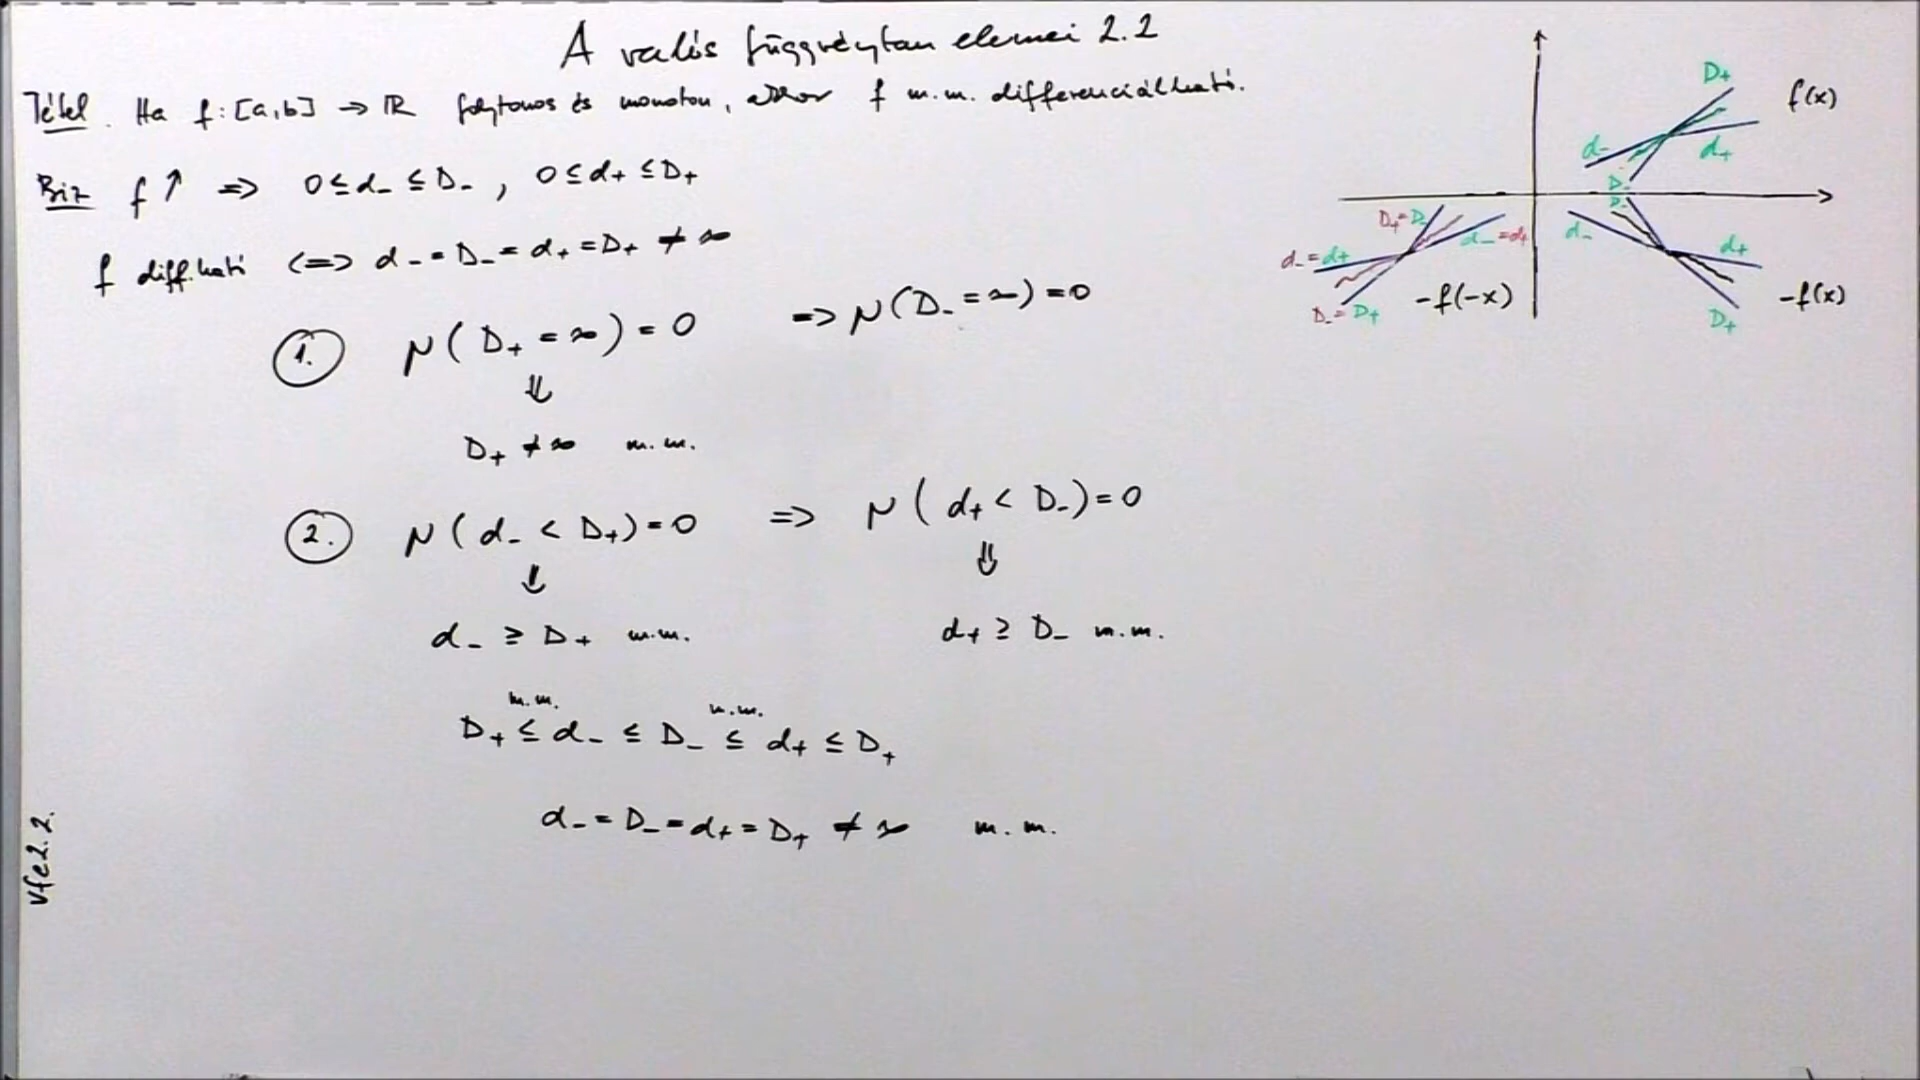 A valós függvénytan elemei 2.2
Tétel. Ha f:[a,b] → ℝ folytonos és monoton, akkor f m.m. differenciálható.
Biz f↑ ⇒ 0≤d₋≤D₋, 0≤d₊≤D₊
f diff.ható ⇔ d₋=D₋=d₊=D₊≠∞
1. μ(D₊=∞)=0 ⇒ μ(D₋=∞)=0
⇓
D₊≠∞ m.m.
2. μ(d₋<D₊)=0 ⇒ μ(d₊<D₋)=0
⇓ ⇓
d₋≥D₊ m.m. d₊≥D₋ m.m.
m.m. m.m.
D₊≤d₋≤D₋≤d₊≤D₊
d₋=D₋=d₊=D₊≠∞ m.m.
vfe2.2.
D₊ f(x)
d₋ d₊
D₋
D₊=D₋ D₋
d₋=d₊ d₋ d₊
d₋=d₊
D₋=D₊ -f(-x) D₊ -f(x)